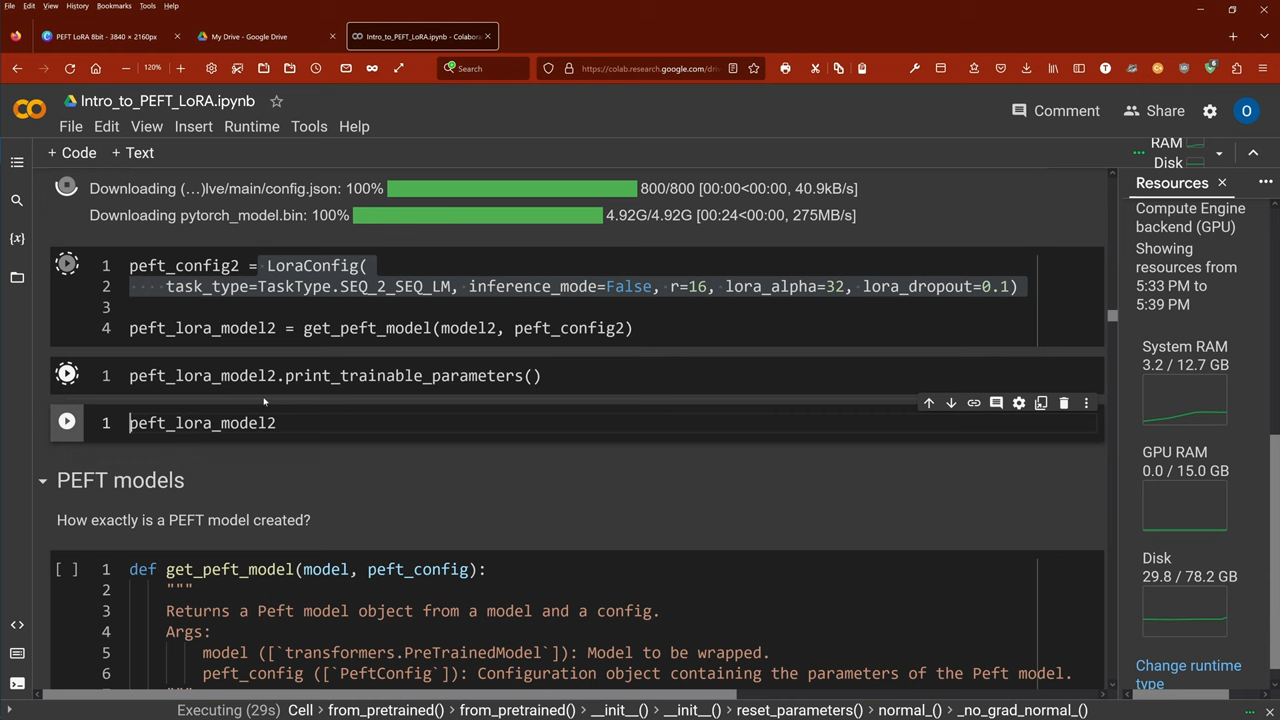 File Edit View History Bookmarks Tools Help
PEFT LoRA 8bit - 3840 × 2160px
My Drive - Google Drive
Intro_to_PEFT_LoRA.ipynb - Colabora
120%
Search
https://colab.research.google.com/driv
Intro_to_PEFT_LoRA.ipynb
Comment
Share
O
File Edit View Insert Runtime Tools Help
+ Code + Text
RAM
Disk
Downloading (…)lve/main/config.json: 100% 800/800 [00:00<00:00, 40.9kB/s]
Downloading pytorch_model.bin: 100% 4.92G/4.92G [00:24<00:00, 275MB/s]
1 peft_config2 = LoraConfig(
2 task_type=TaskType.SEQ_2_SEQ_LM, inference_mode=False, r=16, lora_alpha=32, lora_dropout=0.1)
3
4 peft_lora_model2 = get_peft_model(model2, peft_config2)
1 peft_lora_model2.print_trainable_parameters()
1 peft_lora_model2
PEFT models
How exactly is a PEFT model created?
[ ] 1 def get_peft_model(model, peft_config):
2 """
3 Returns a Peft model object from a model and a config.
4 Args:
5 model ([`transformers.PreTrainedModel`]): Model to be wrapped.
6 peft_config ([`PeftConfig`]): Configuration object containing the parameters of the Peft model.
"""
Resources
Compute Engine
backend (GPU)
Showing
resources from
5:33 PM to
5:39 PM
System RAM
3.2 / 12.7 GB
GPU RAM
0.0 / 15.0 GB
Disk
29.8 / 78.2 GB
Change runtime
type
Executing (29s) Cell > from_pretrained() > from_pretrained() > __init__() > __init__() > reset_parameters() > normal_() > _no_grad_normal_()